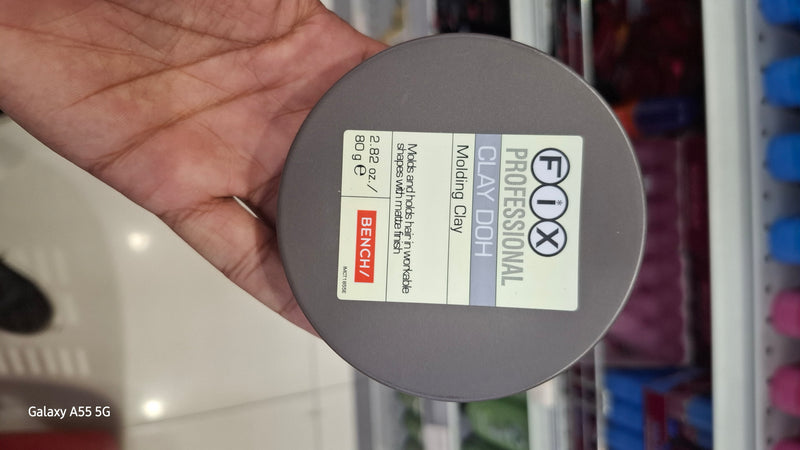 FiX
PROFESSIONAL
CLAY DOH
Molding Clay
Molds and holds hair in workable
shapes with matte finish
2.82 oz./
80 g e
BENCH/
Galaxy A55 5G